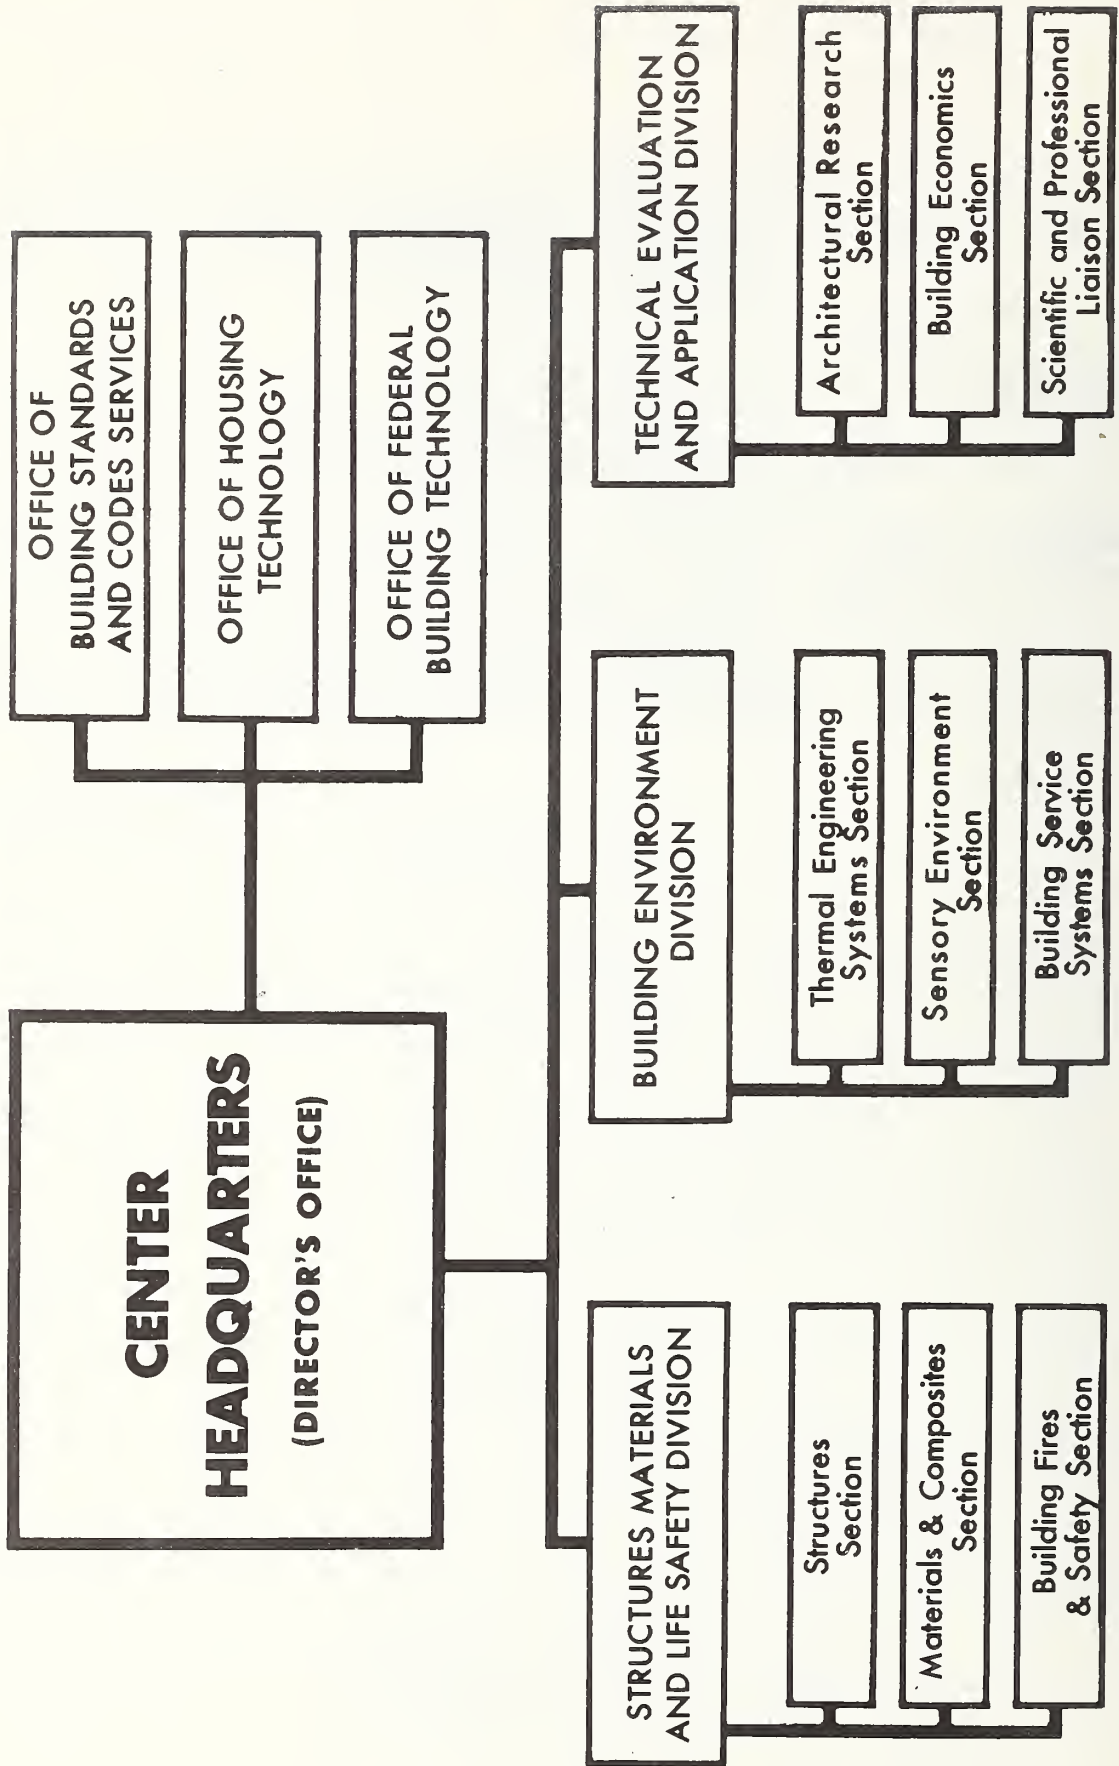 CENTER
HEADQUARTERS
(DIRECTOR'S OFFICE)
OFFICE OF
BUILDING STANDARDS
AND CODES SERVICES
OFFICE OF HOUSING
TECHNOLOGY
OFFICE OF FEDERAL
BUILDING TECHNOLOGY
STRUCTURES MATERIALS
AND LIFE SAFETY DIVISION
Structures
Section
Materials & Composites
Section
Building Fires
& Safety Section
BUILDING ENVIRONMENT
DIVISION
Thermal Engineering
Systems Section
Sensory Environment
Section
Building Service
Systems Section
TECHNICAL EVALUATION
AND APPLICATION DIVISION
Architectural Research
Section
Building Economics
Section
Scientific and Professional
Liaison Section